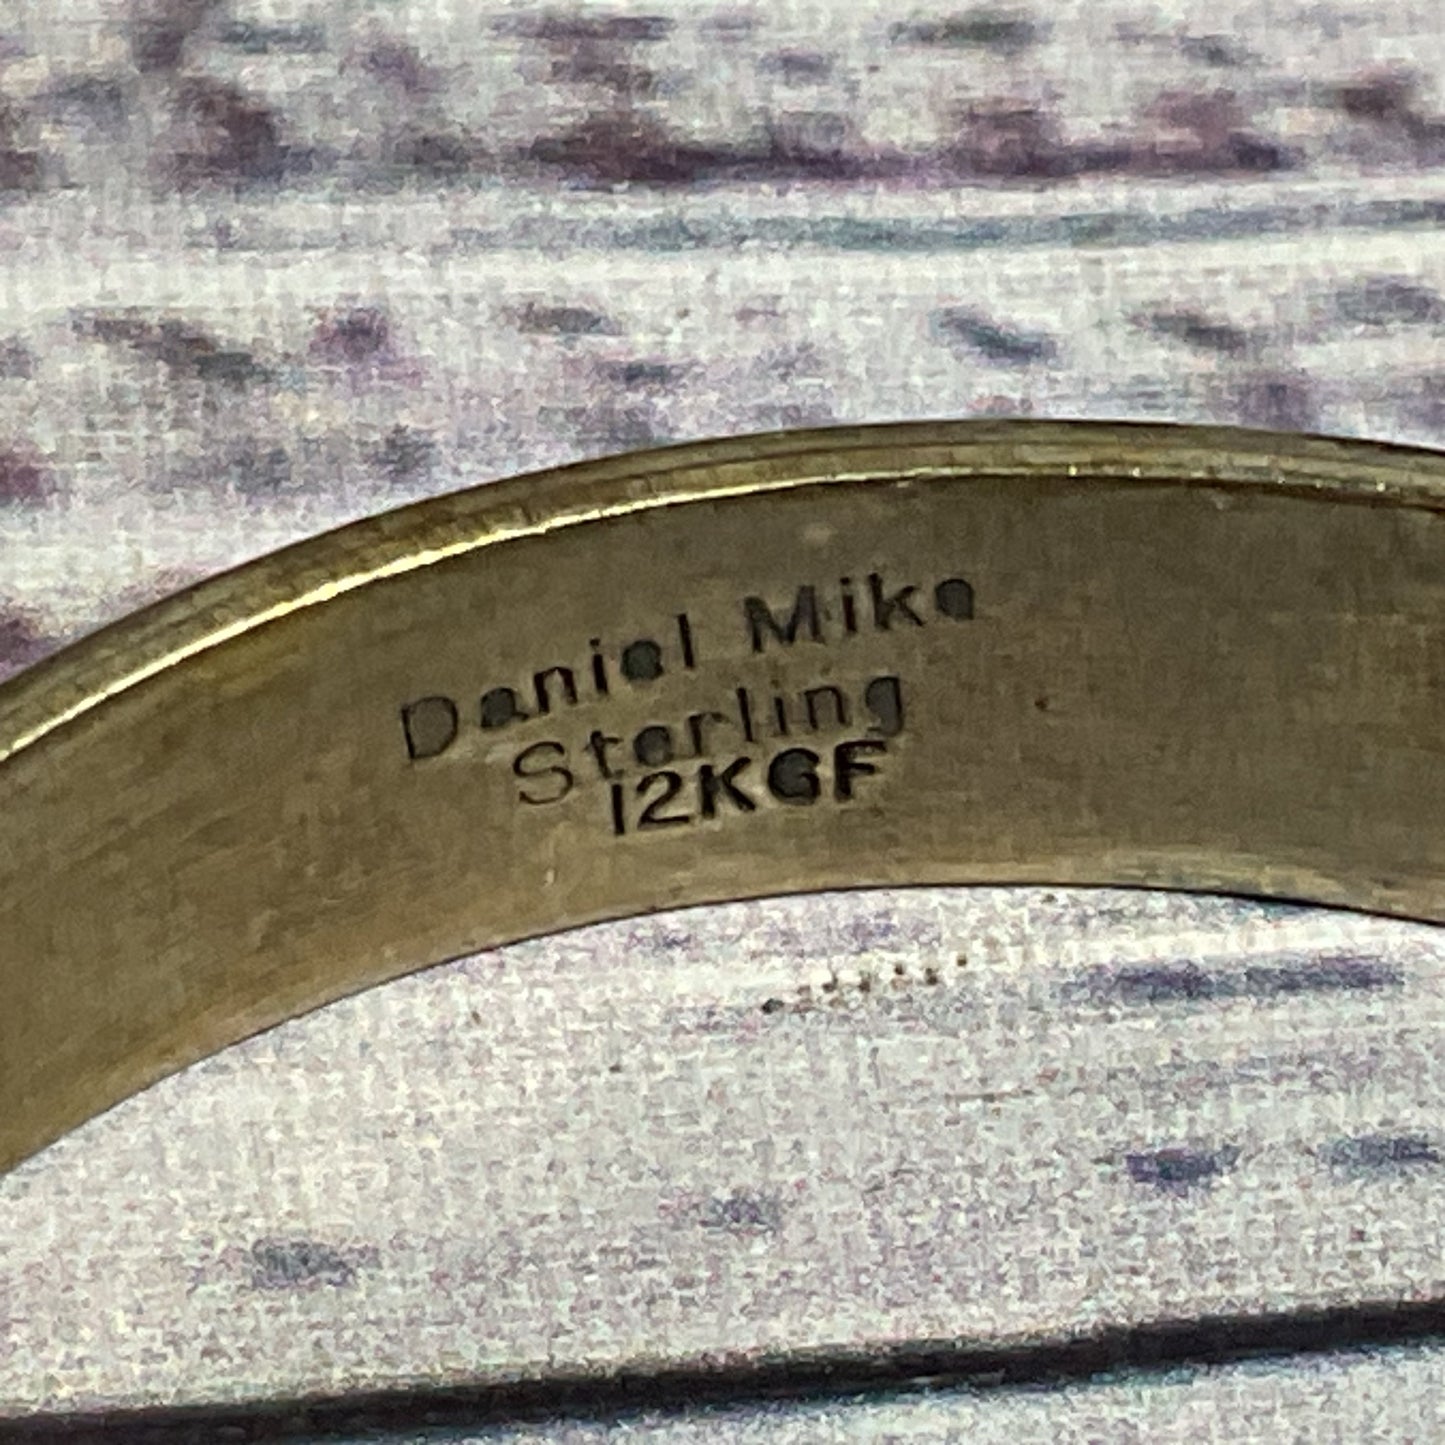 Daniel Mike
Sterling
12KGF